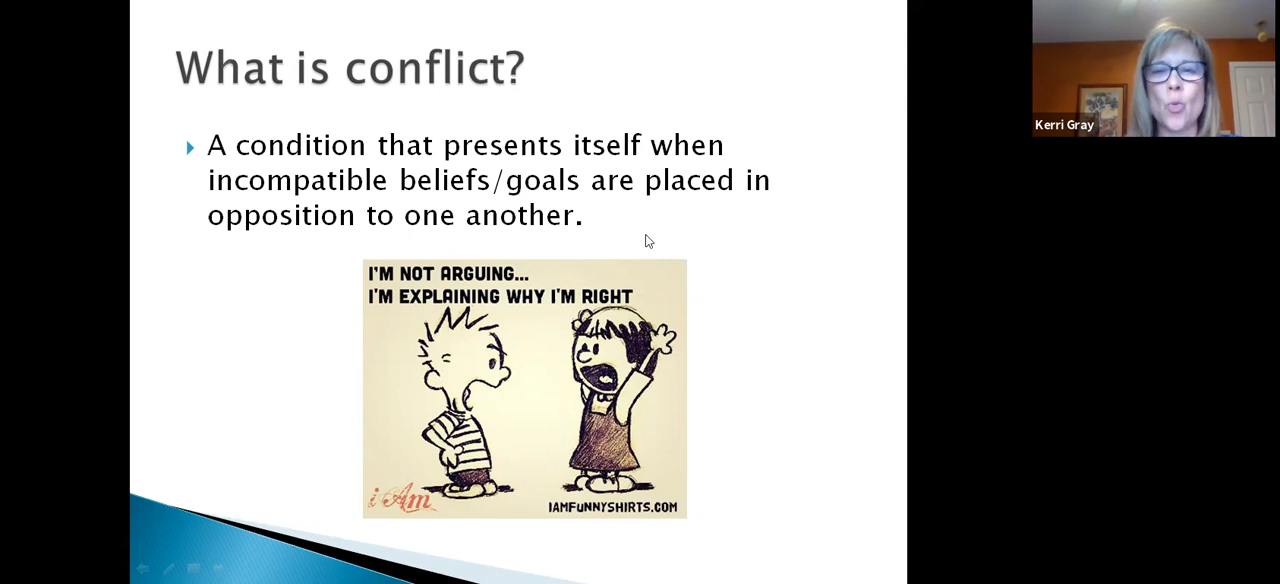 What is conflict?
A condition that presents itself when
incompatible beliefs/goals are placed in
opposition to one another.
I'M NOT ARGUING...
I'M EXPLAINING WHY I'M RIGHT
i Am
IAMFUNNYSHIRTS.COM
Kerri Gray